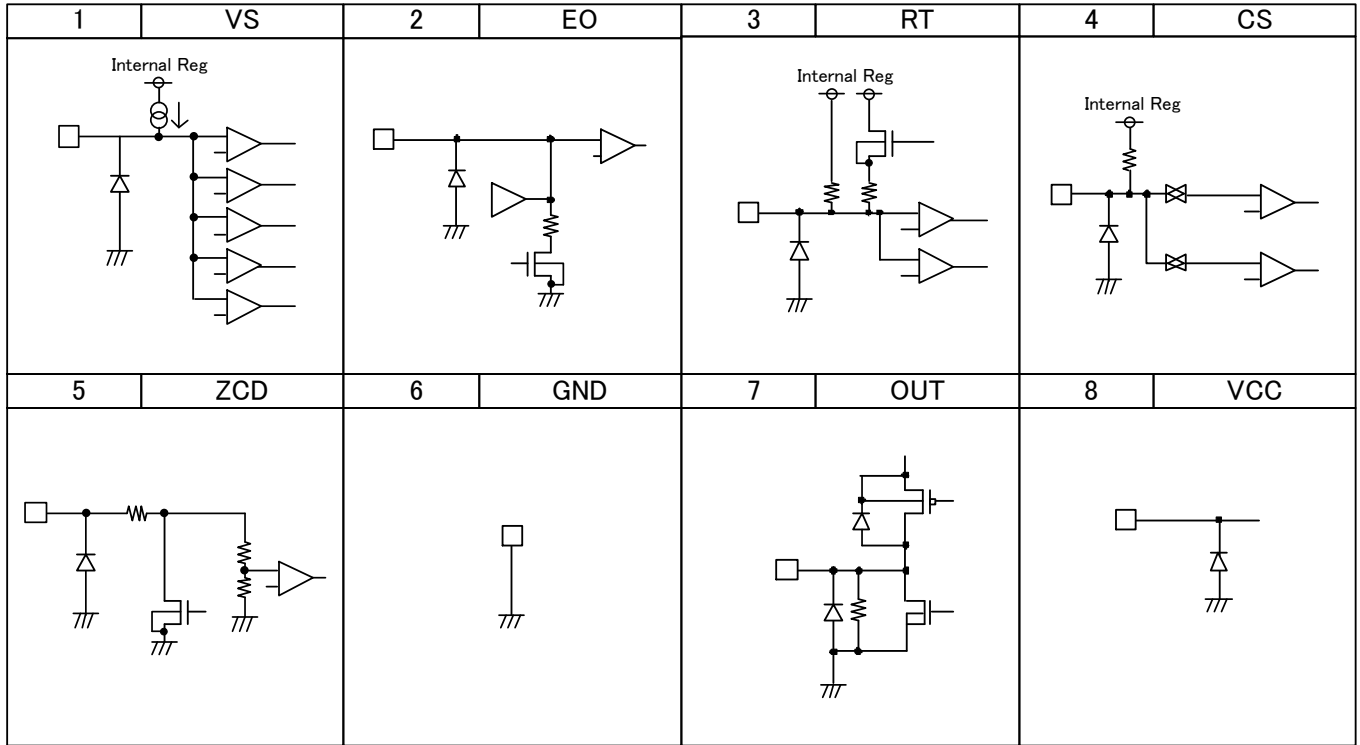 1 VS 2 EO 3 RT 4 CS
Internal Reg
Internal Reg
Internal Reg
5 ZCD 6 GND 7 OUT 8 VCC